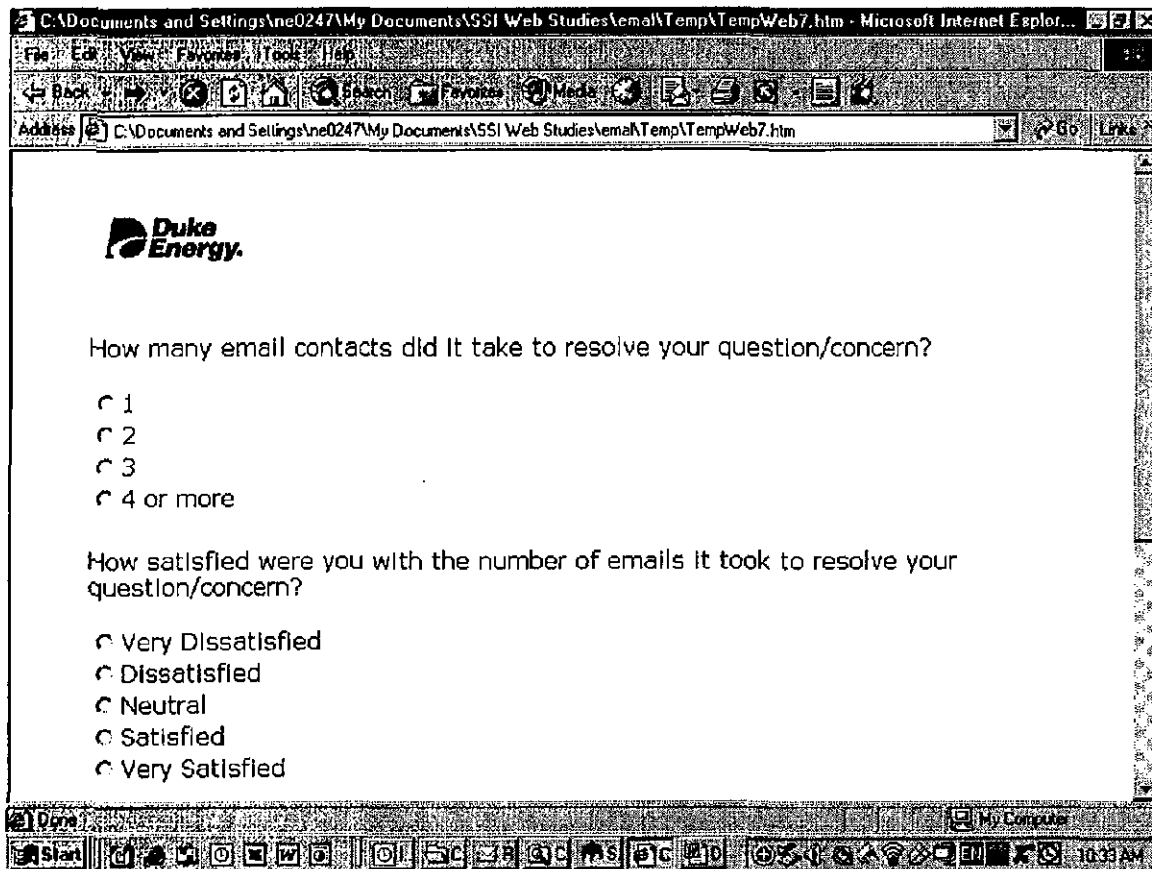 C:\Documents and Settings\ne0247\My Documents\SSI Web Studies\emal\Temp\TempWeb7.htm - Microsoft Internet Explor...
File Edit View Favorites Tools Help
Back Search Favorites Media
Address C:\Documents and Settings\ne0247\My Documents\SSI Web Studies\emal\Temp\TempWeb7.htm Go Links
Duke
Energy.
How many email contacts did it take to resolve your question/concern?
1
2
3
4 or more
How satisfied were you with the number of emails it took to resolve your
question/concern?
Very Dissatisfied
Dissatisfied
Neutral
Satisfied
Very Satisfied
Done My Computer
Start 10:33 AM